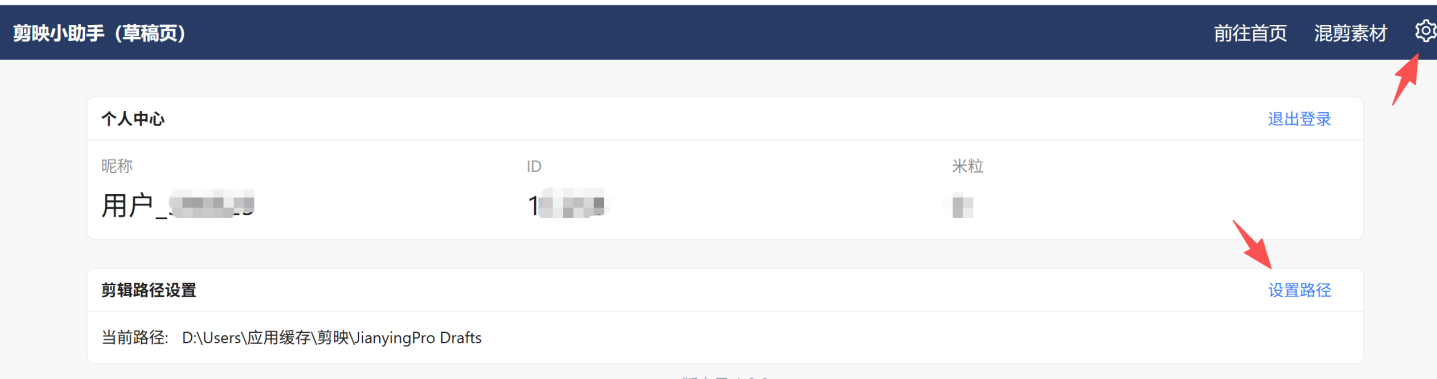 剪映小助手（草稿页）
前往首页 混剪素材
个人中心 退出登录
昵称 ID 米粒
用户_
剪辑路径设置 设置路径
当前路径: D:\Users\应用缓存\剪映\JianyingPro Drafts